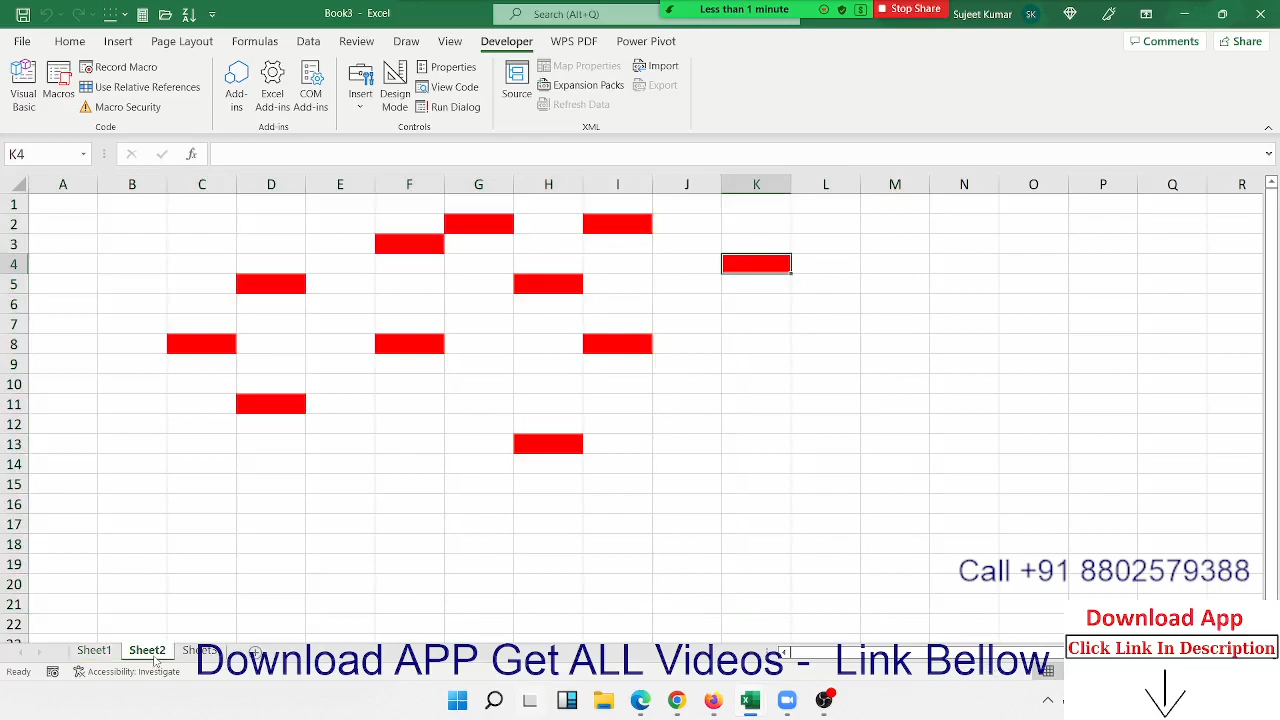 Book3 - Excel
Search (Alt+Q)
Less than 1 minute
$
Stop Share
Sujeet Kumar
SK
File
Home
Insert
Page Layout
Formulas
Data
Review
View
Draw
View
Developer
WPS PDF
Power Pivot
Comments
Share
Visual Basic
Macros
Record Macro
Use Relative References
Macro Security
Code
Add-ins
Excel Add-ins
COM Add-ins
Add-ins
Insert
Design Mode
Properties
View Code
Run Dialog
Controls
Source
Map Properties
Expansion Packs
Refresh Data
Import
Export
XML
K4
fx
A B C D E F G H I J K L M N O P Q R
1
2
3
4
5
6
7
8
9
10
11
12
13
14
15
16
17
18
19
20
21
22
Call +91 8802579388
Download App
Click Link In Description
Sheet1
Sheet2
Sheet3
Download APP Get ALL Videos - Link Bellow
Ready
Accessibility: Investigate